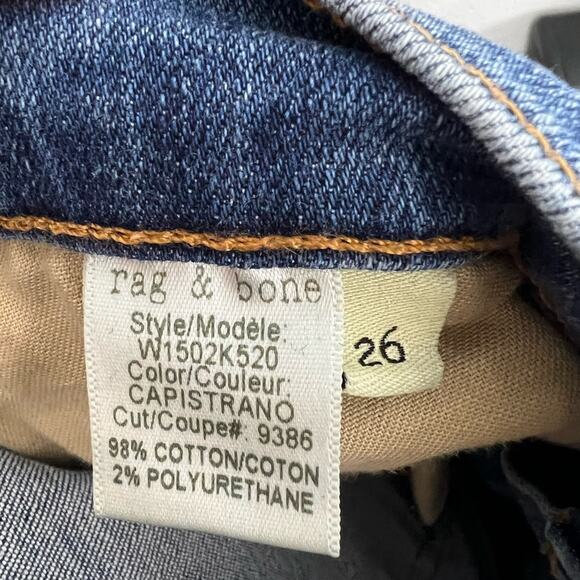 rag & bone
Style/Modèle:
W1502K520
Color/Couleur:
CAPISTRANO
Cut/Coupe#: 9386
98% COTTON/COTON
2% POLYURETHANE
26